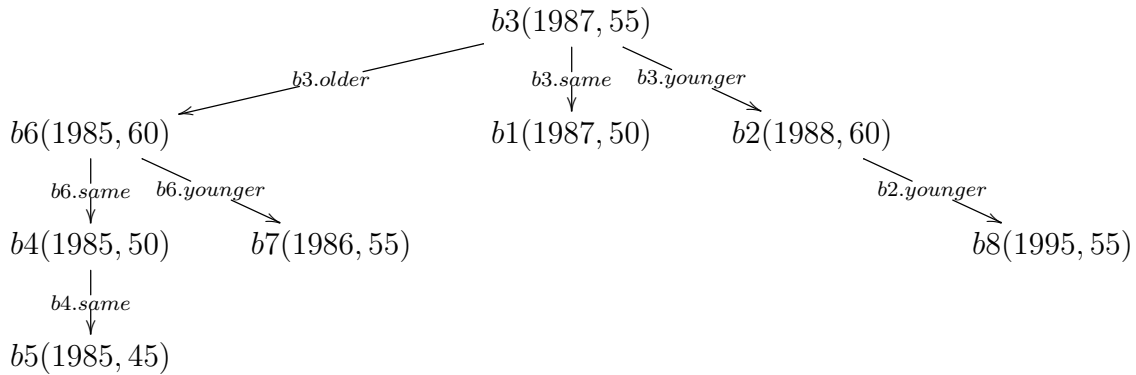 b3(1987, 55)
b3.older b3.same b3.younger
b6(1985, 60) b1(1987, 50) b2(1988, 60)
b6.same b6.younger b2.younger
b4(1985, 50) b7(1986, 55) b8(1995, 55)
b4.same
b5(1985, 45)